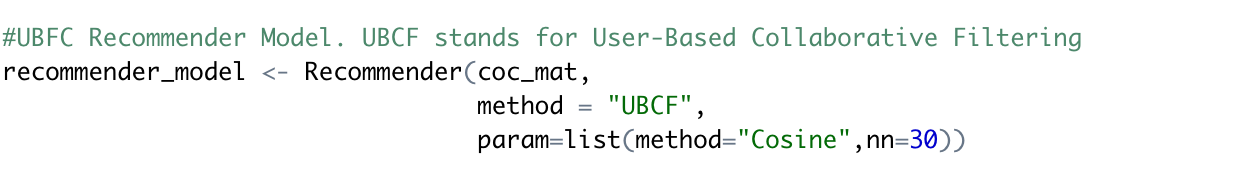 #UBFC Recommender Model. UBCF stands for User-Based Collaborative Filtering
recommender_model <- Recommender(coc_mat,
method = "UBCF",
param=list(method="Cosine",nn=30))